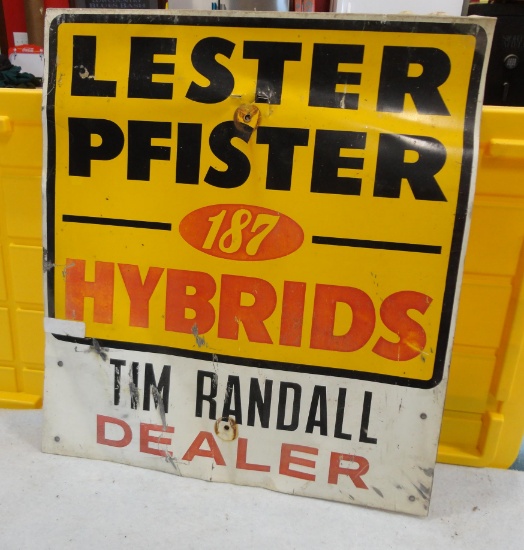 LESTER
PFISTER
187
HYBRIDS
TIM RANDALL
DEALER